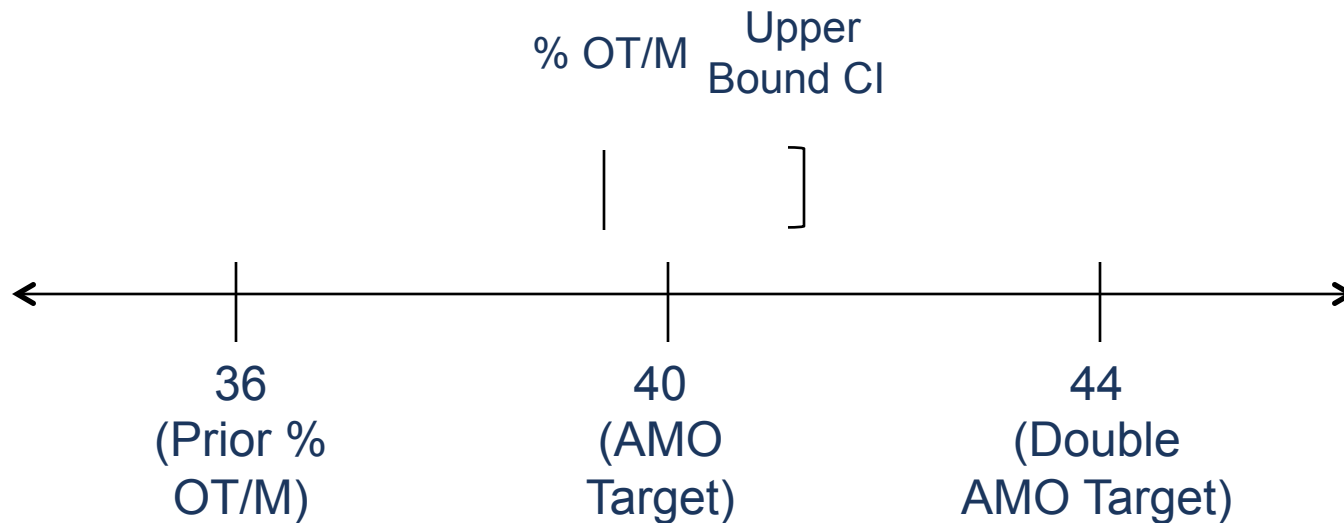 % OT/M
Upper
Bound CI
36
(Prior %
OT/M)
40
(AMO
Target)
44
(Double
AMO Target)